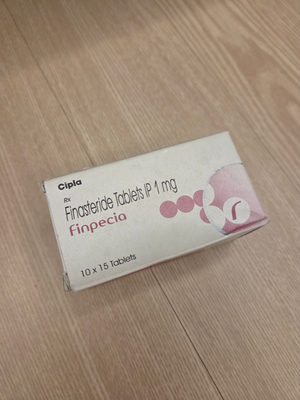 Cipla
Rx
Finasteride Tablets IP 1 mg
Finpecia
10 x 15 Tablets